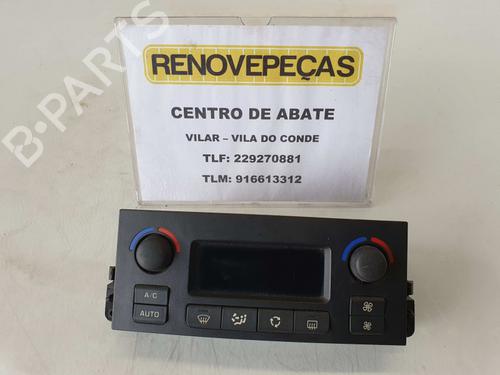 RENOVEPEÇAS
CENTRO DE ABATE
VILAR – VILA DO CONDE
TLF: 229270881
TLM: 916613312
B-PARTS
A/C
AUTO